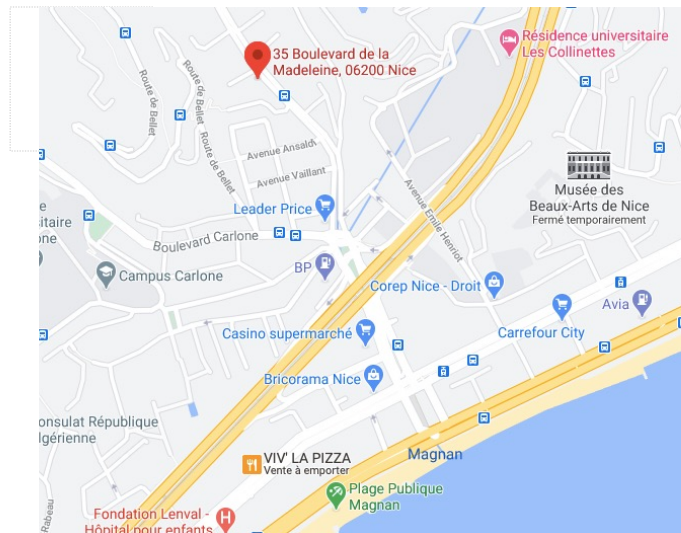 Résidence universitaire
Les Collinettes
35 Boulevard de la
Madeleine, 06200 Nice
Route de Bellet
Route de Bellet
Route de Bellet
Avenue Ansaldi
Avenue Vaillant
Leader Price
Avenue Emile Henriot
Musée des
Beaux-Arts de Nice
Fermé temporairement
Boulevard Carlone
Campus Carlone
BP
Corep Nice - Droit
Avia
Casino supermarché
Carrefour City
Bricorama Nice
onsulat République
lgérienne
Magnan
VIV' LA PIZZA
Vente à emporter
Plage Publique
Magnan
Fondation Lenval -
Hôpital pour enfants
Rabeau
e
sitaire
one